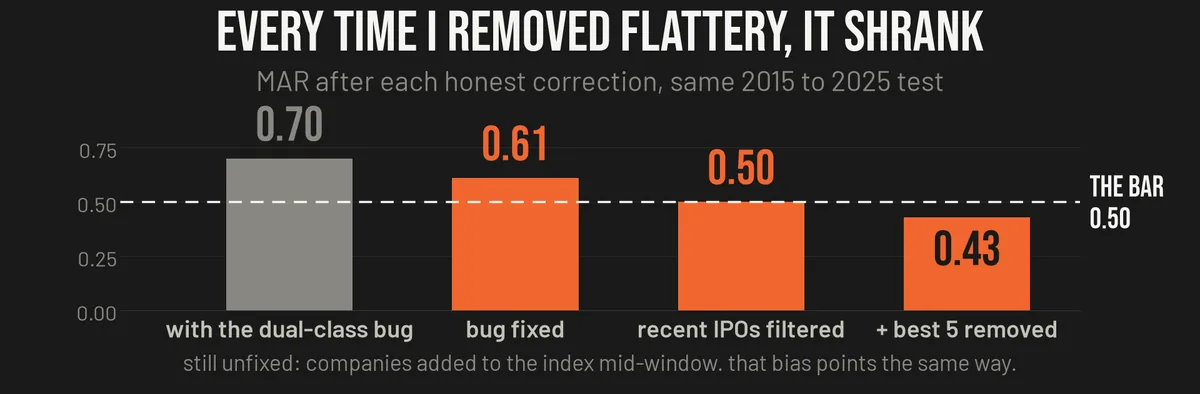 EVERY TIME I REMOVED FLATTERY, IT SHRANK
MAR after each honest correction, same 2015 to 2025 test
0.70
0.61
0.50
0.43
0.75
0.50
0.25
0.00
THE BAR
0.50
with the dual-class bug
bug fixed
recent IPOs filtered
+ best 5 removed
still unfixed: companies added to the index mid-window. that bias points the same way.